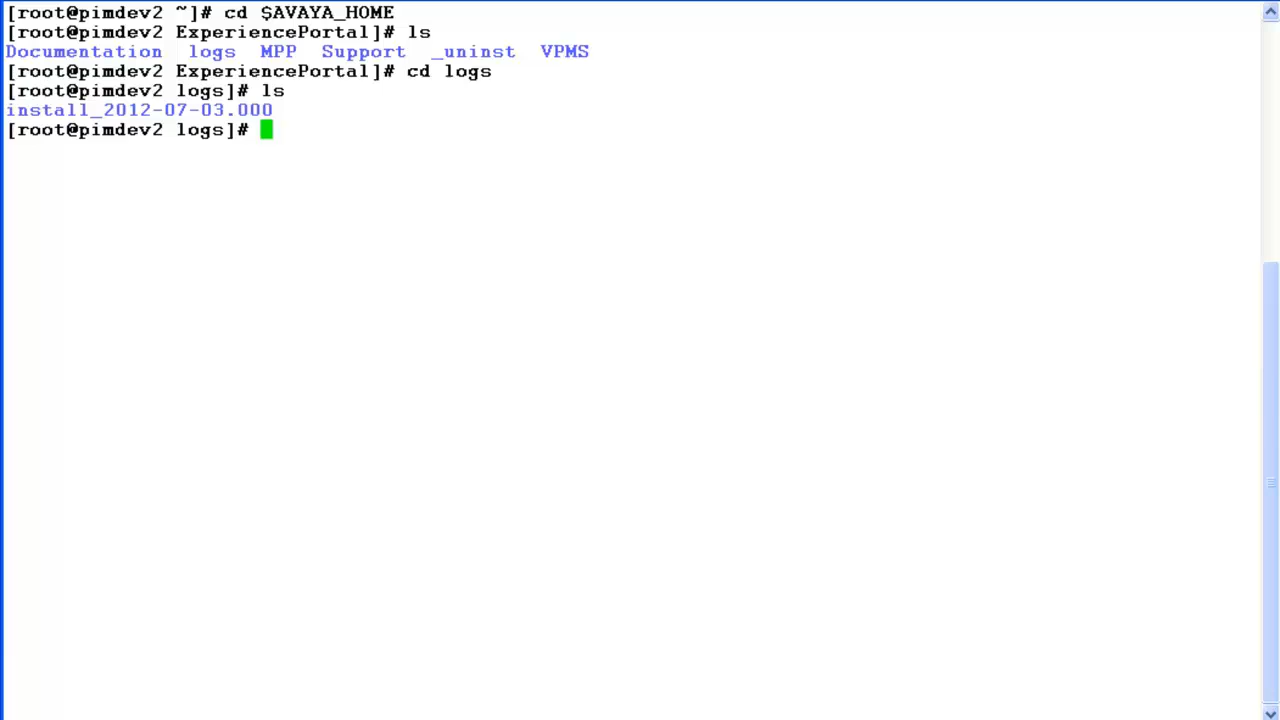 [root@pimdev2 ~]# cd $AVAYA_HOME
[root@pimdev2 ExperiencePortal]# ls
Documentation logs MPP Support _uninst VPMS
[root@pimdev2 ExperiencePortal]# cd logs
[root@pimdev2 logs]# ls
install_2012-07-03.000
[root@pimdev2 logs]#